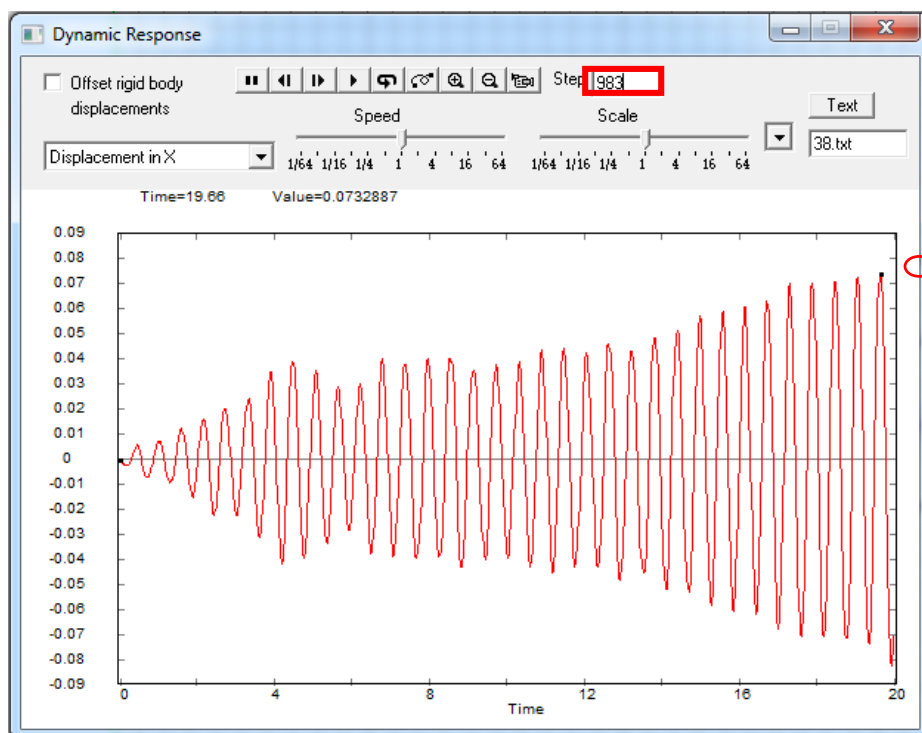 Dynamic Response
Offset rigid body
displacements
Step 983
Speed
Scale
Text
Displacement in X
1/64 1/16 1/4 1 4 16 64
1/64 1/16 1/4 1 4 16 64
38.txt
Time=19.66 Value=0.0732887
0.09
0.08
0.07
0.06
0.05
0.04
0.03
0.02
0.01
0
-0.01
-0.02
-0.03
-0.04
-0.05
-0.06
-0.07
-0.08
-0.09
0 4 8 12 16 20
Time